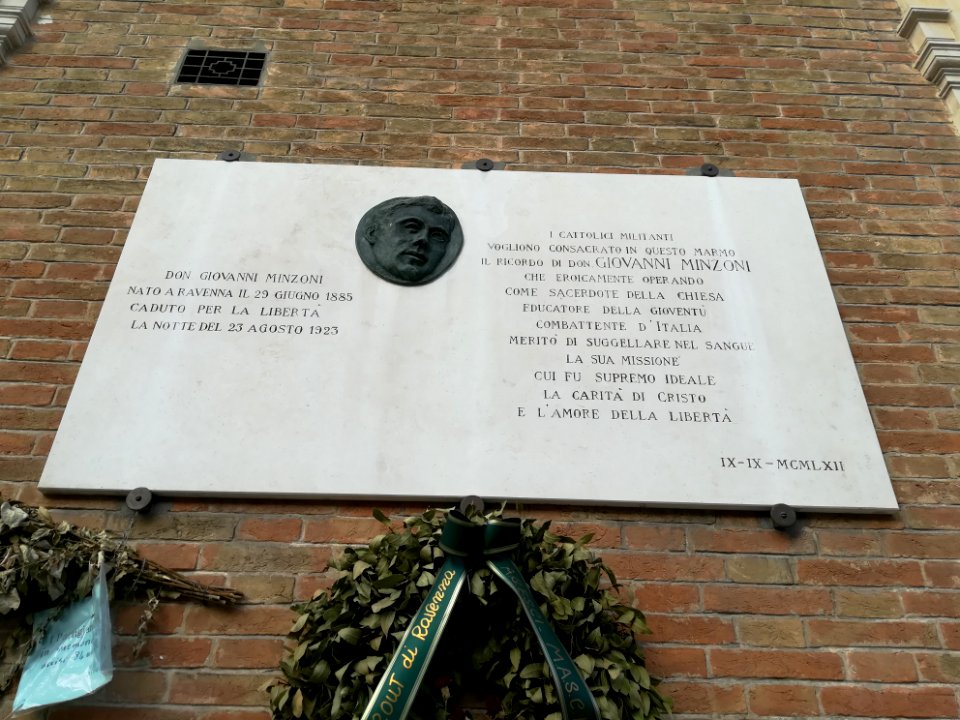 DON GIOVANNI MINZONI
NATO A RAVENNA IL 29 GIUGNO 1885
CADUTO PER LA LIBERTÀ
LA NOTTE DEL 23 AGOSTO 1923
I CATTOLICI MILITANTI
VOGLIONO CONSACRATO IN QUESTO MARMO
IL RICORDO DI DON GIOVANNI MINZONI
CHE EROICAMENTE OPERANDO
COME SACERDOTE DELLA CHIESA
EDUCATORE DELLA GIOVENTÙ
COMBATTENTE D'ITALIA
MERITÒ DI SUGGELLARE NEL SANGUE
LA SUA MISSIONE
CUI FU SUPREMO IDEALE
LA CARITÀ DI CRISTO
E L'AMORE DELLA LIBERTÀ
IX-IX-MCMLXII
OUT di Ravenna
MASC